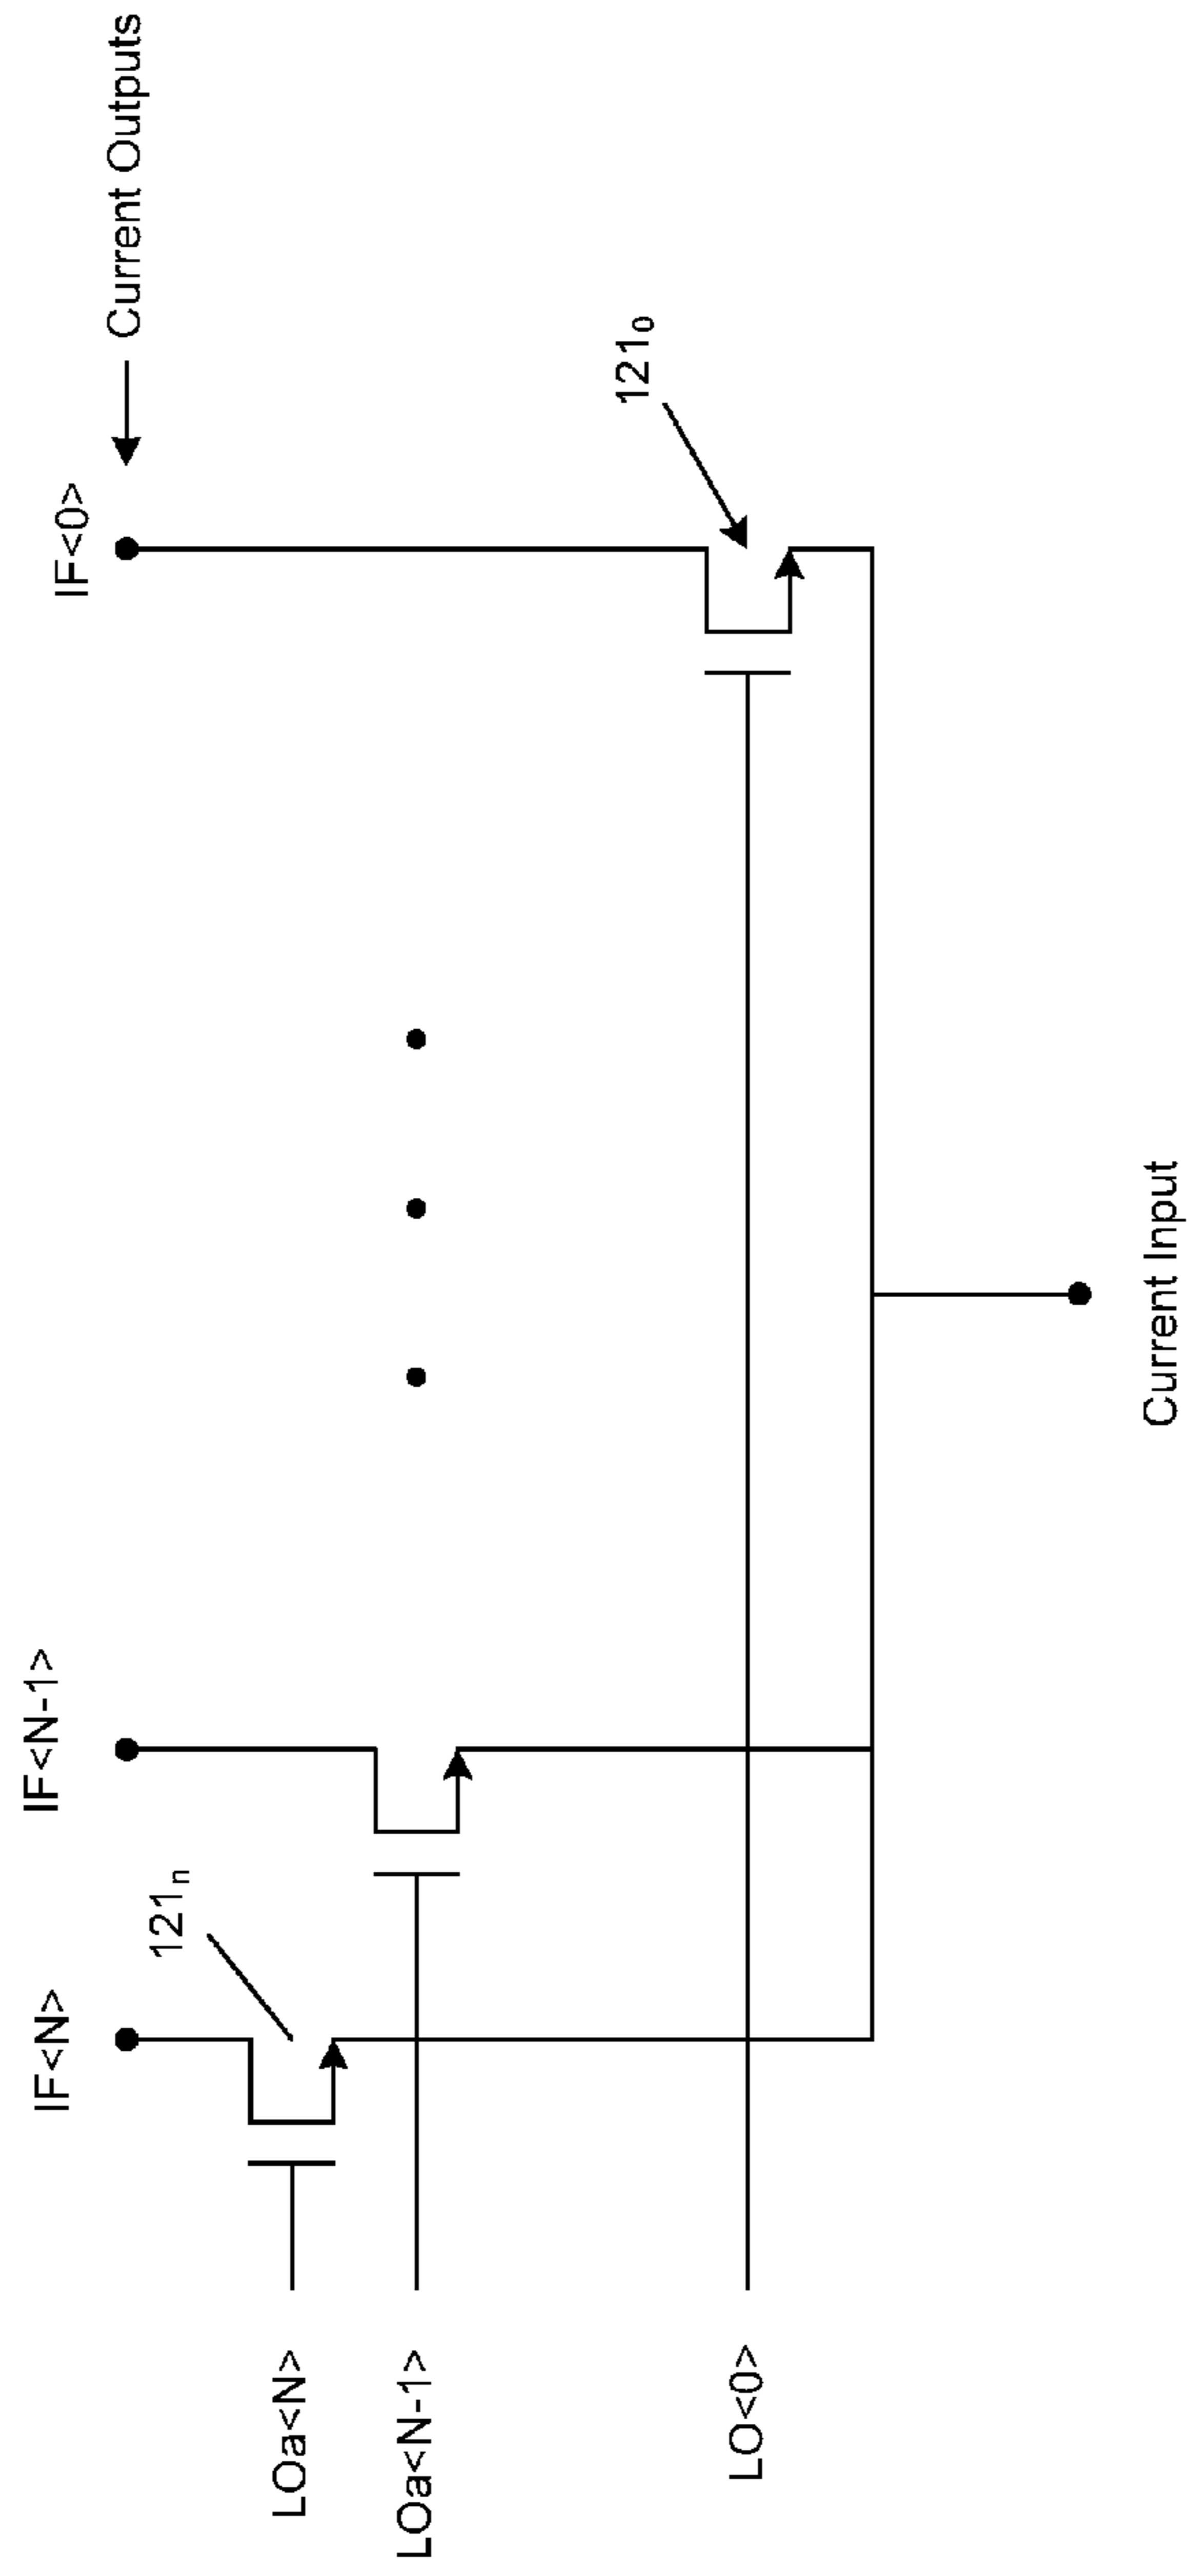 IF<N>
IF<N-1>
IF<0>
Current Outputs
121n
1210
LOa<N>
LOa<N-1>
LO<0>
Current Input